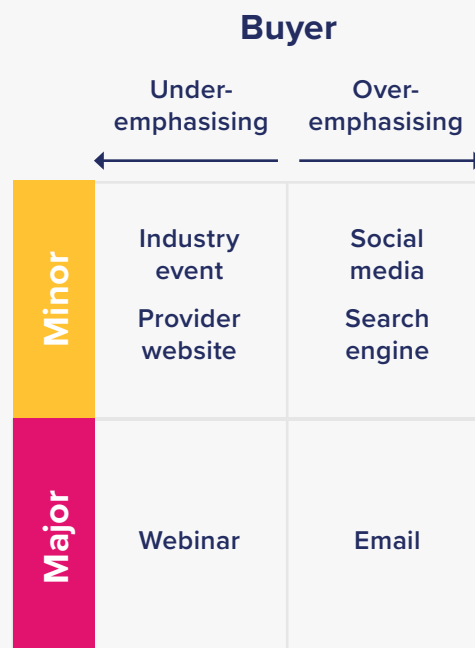 Buyer
Under-
emphasising
Over-
emphasising
Minor
Industry
event
Provider
website
Social
media
Search
engine
Major
Webinar
Email